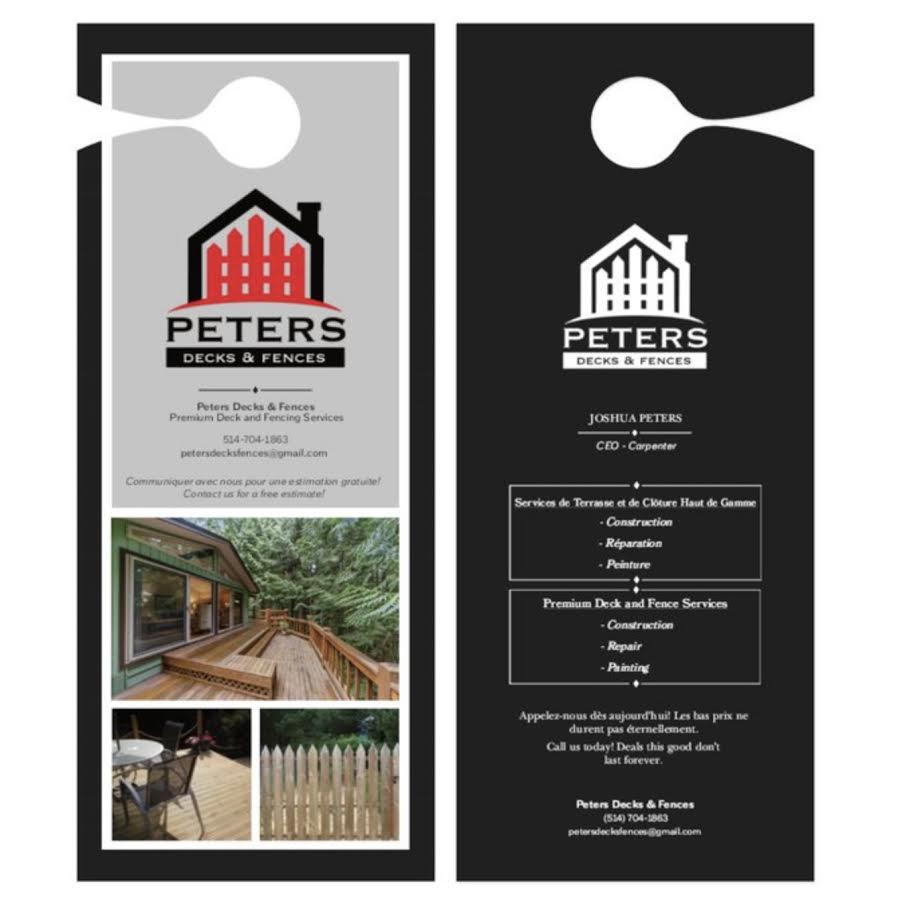 PETERS
DECKS & FENCES
Peters Decks & Fences
Premium Deck and Fencing Services
514-704-1863
petersdecksfences@gmail.com
Communiquer avec nous pour une estimation gratuite!
Contact us for a free estimate!
PETERS
DECKS & FENCES
JOSHUA PETERS
CEO - Carpenter
Services de Terrasse et de Clôture Haut de Gamme
- Construction
- Réparation
- Peinture
Premium Deck and Fence Services
- Construction
- Repair
- Painting
Appelez-nous dès aujourd'hui! Les bas prix ne
durent pas éternellement.
Call us today! Deals this good don't
last forever.
Peters Decks & Fences
(514) 704-1863
petersdecksfences@gmail.com